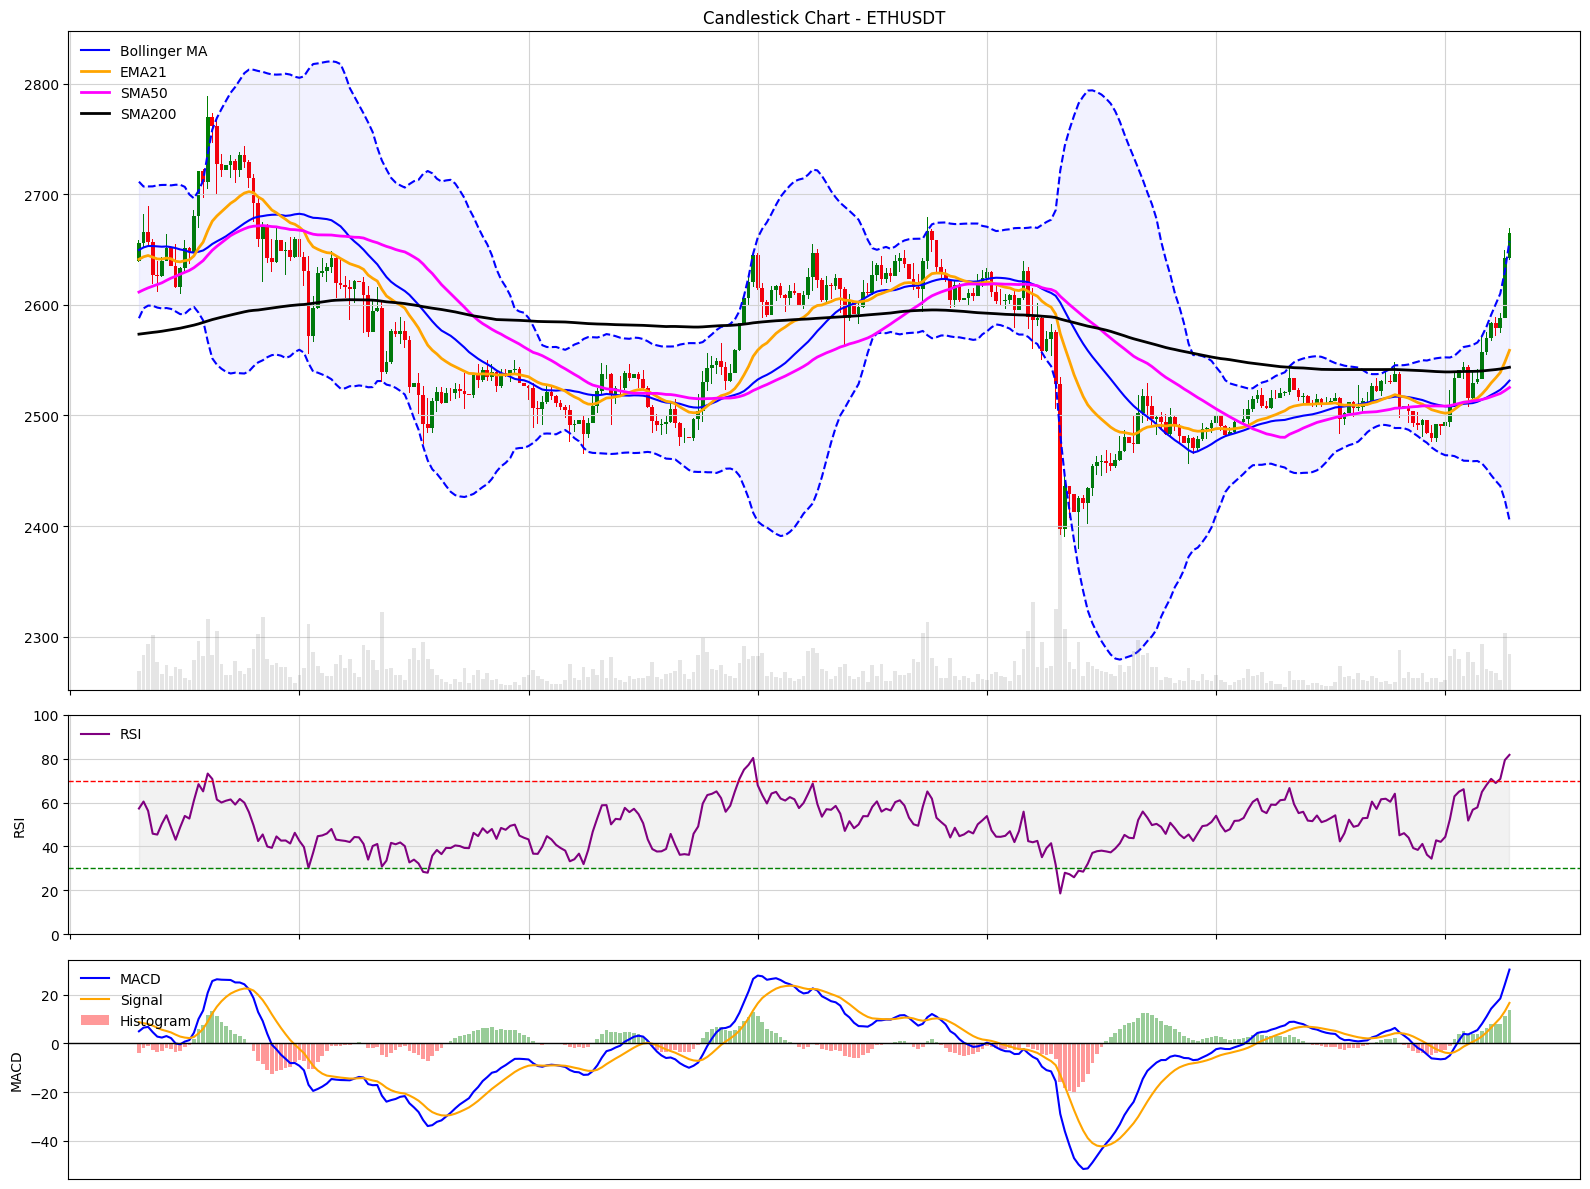 Candlestick Chart - ETHUSDT
Bollinger MA
EMA21
SMA50
SMA200
2800
2700
2600
2500
2400
2300
RSI
100
80
60
40
20
0
RSI
MACD
Signal
Histogram
20
0
−20
−40
MACD